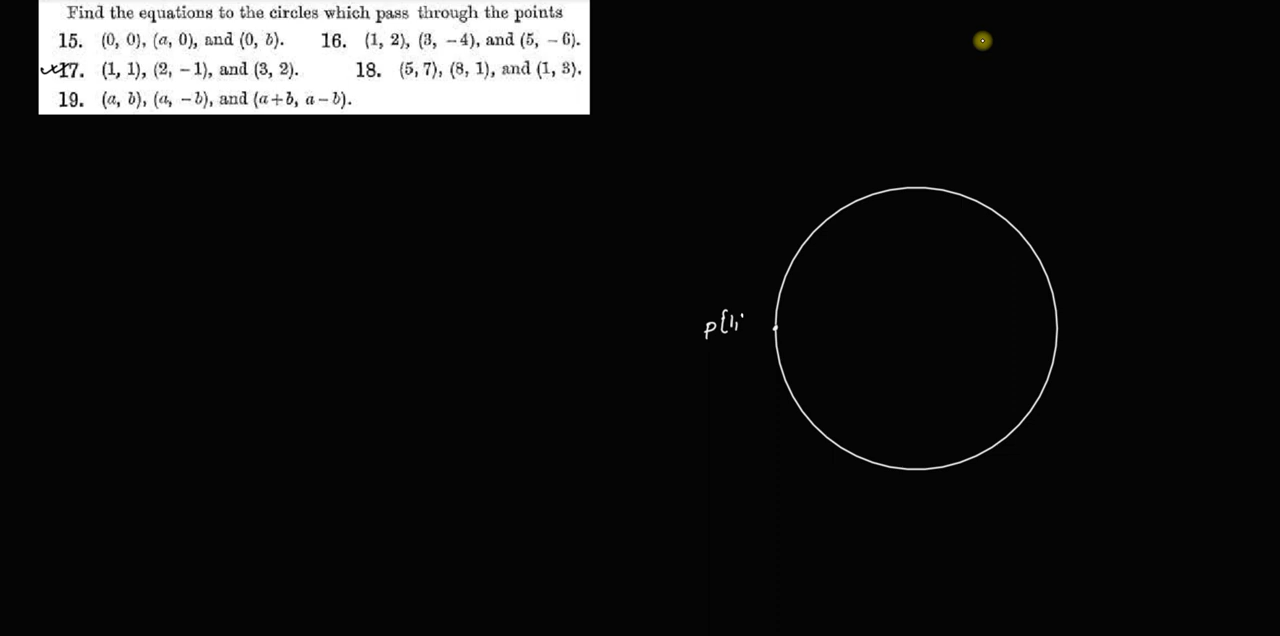 Find the equations to the circles which pass through the points
15. (0, 0), (a, 0), and (0, b). 16. (1, 2), (3, −4), and (5, −6).
17. (1, 1), (2, −1), and (3, 2). 18. (5, 7), (8, 1), and (1, 3).
19. (a, b), (a, −b), and (a+b, a−b).
P(1,